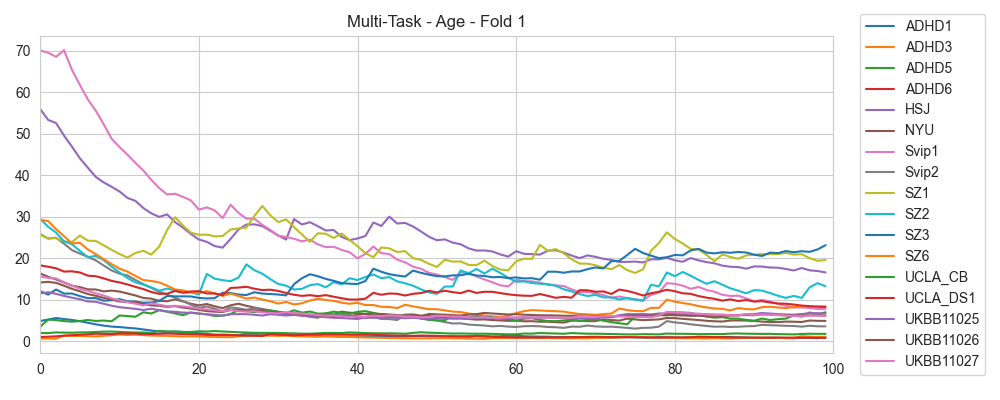 Multi-Task - Age - Fold 1
70
60
50
40
30
20
10
0
0
20
40
60
80
100
ADHD1
ADHD3
ADHD5
ADHD6
HSJ
NYU
Svip1
Svip2
SZ1
SZ2
SZ3
SZ6
UCLA_CB
UCLA_DS1
UKBB11025
UKBB11026
UKBB11027